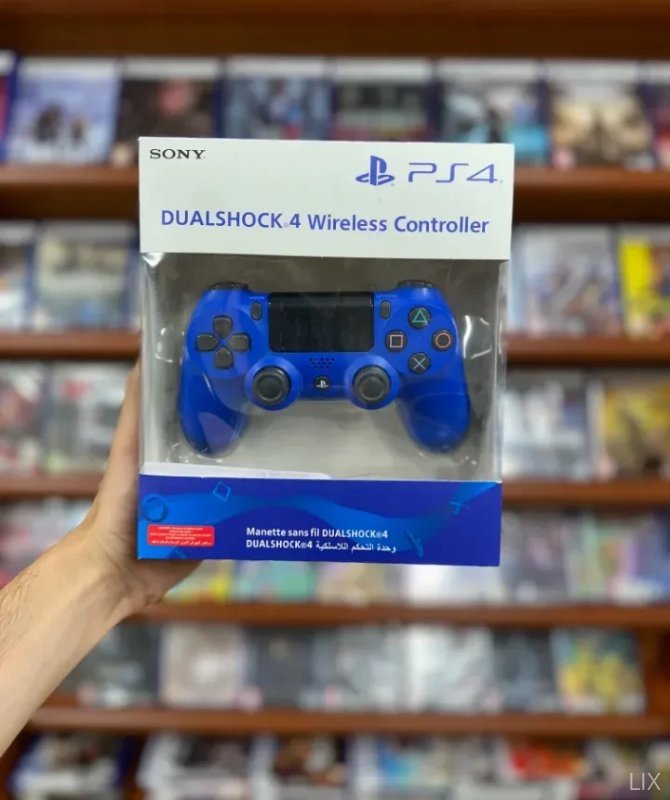 SONY
PS4
DUALSHOCK®4 Wireless Controller
Manette sans fil DUALSHOCK®4
وحدة التحكم اللاسلكية DUALSHOCK®4
LIX